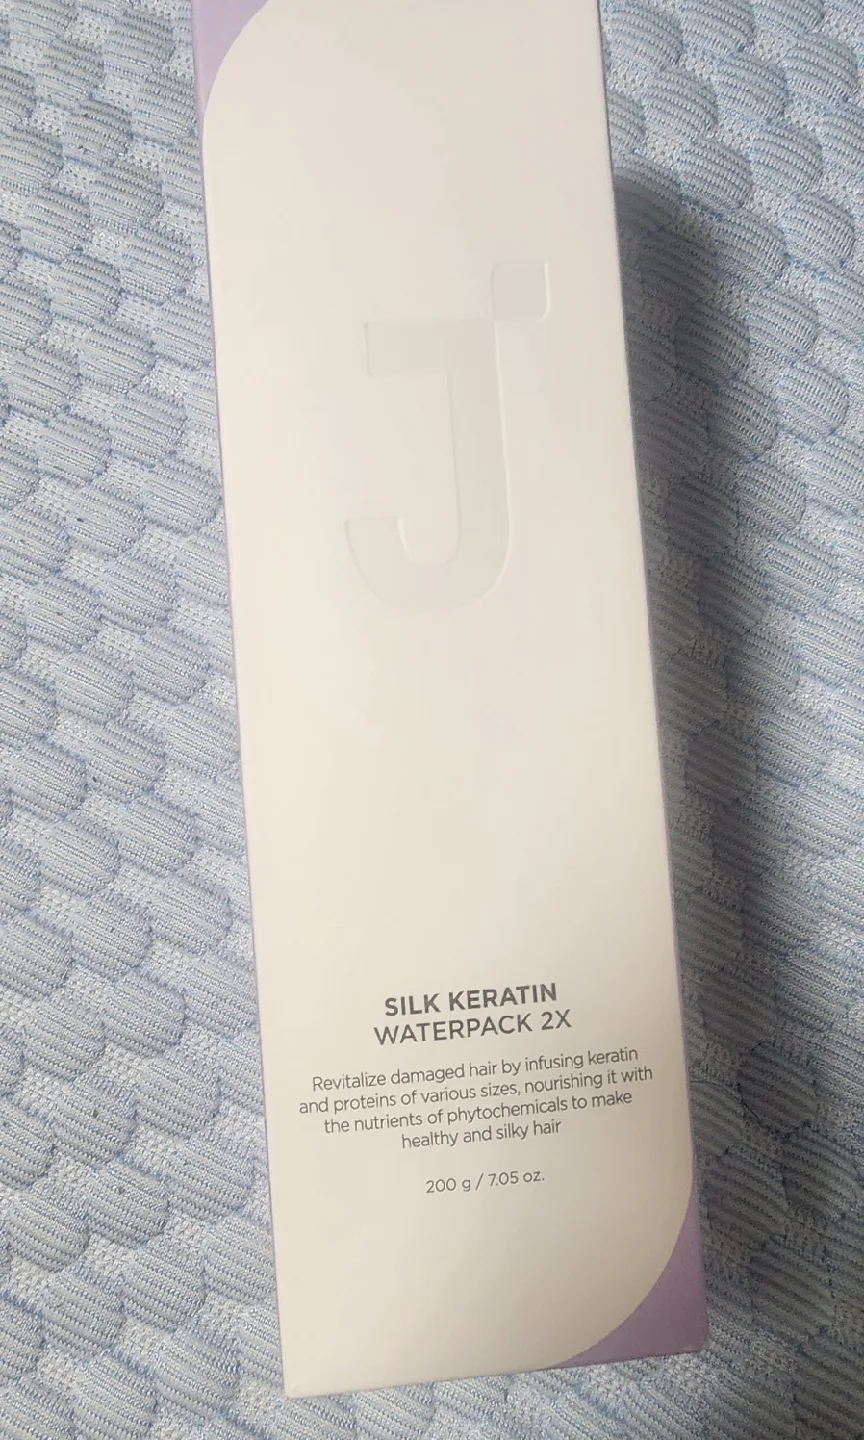 J
SILK KERATIN
WATERPACK 2X
Revitalize damaged hair by infusing keratin
and proteins of various sizes, nourishing it with
the nutrients of phytochemicals to make
healthy and silky hair
200 g / 7.05 oz.